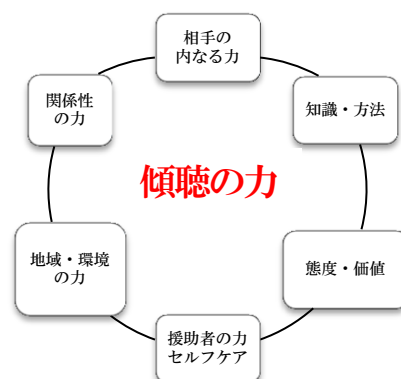 相手の
内なる力
関係性
の力
知識・方法
傾聴の力
地域・環境
の力
態度・価値
援助者の力
セルフケア